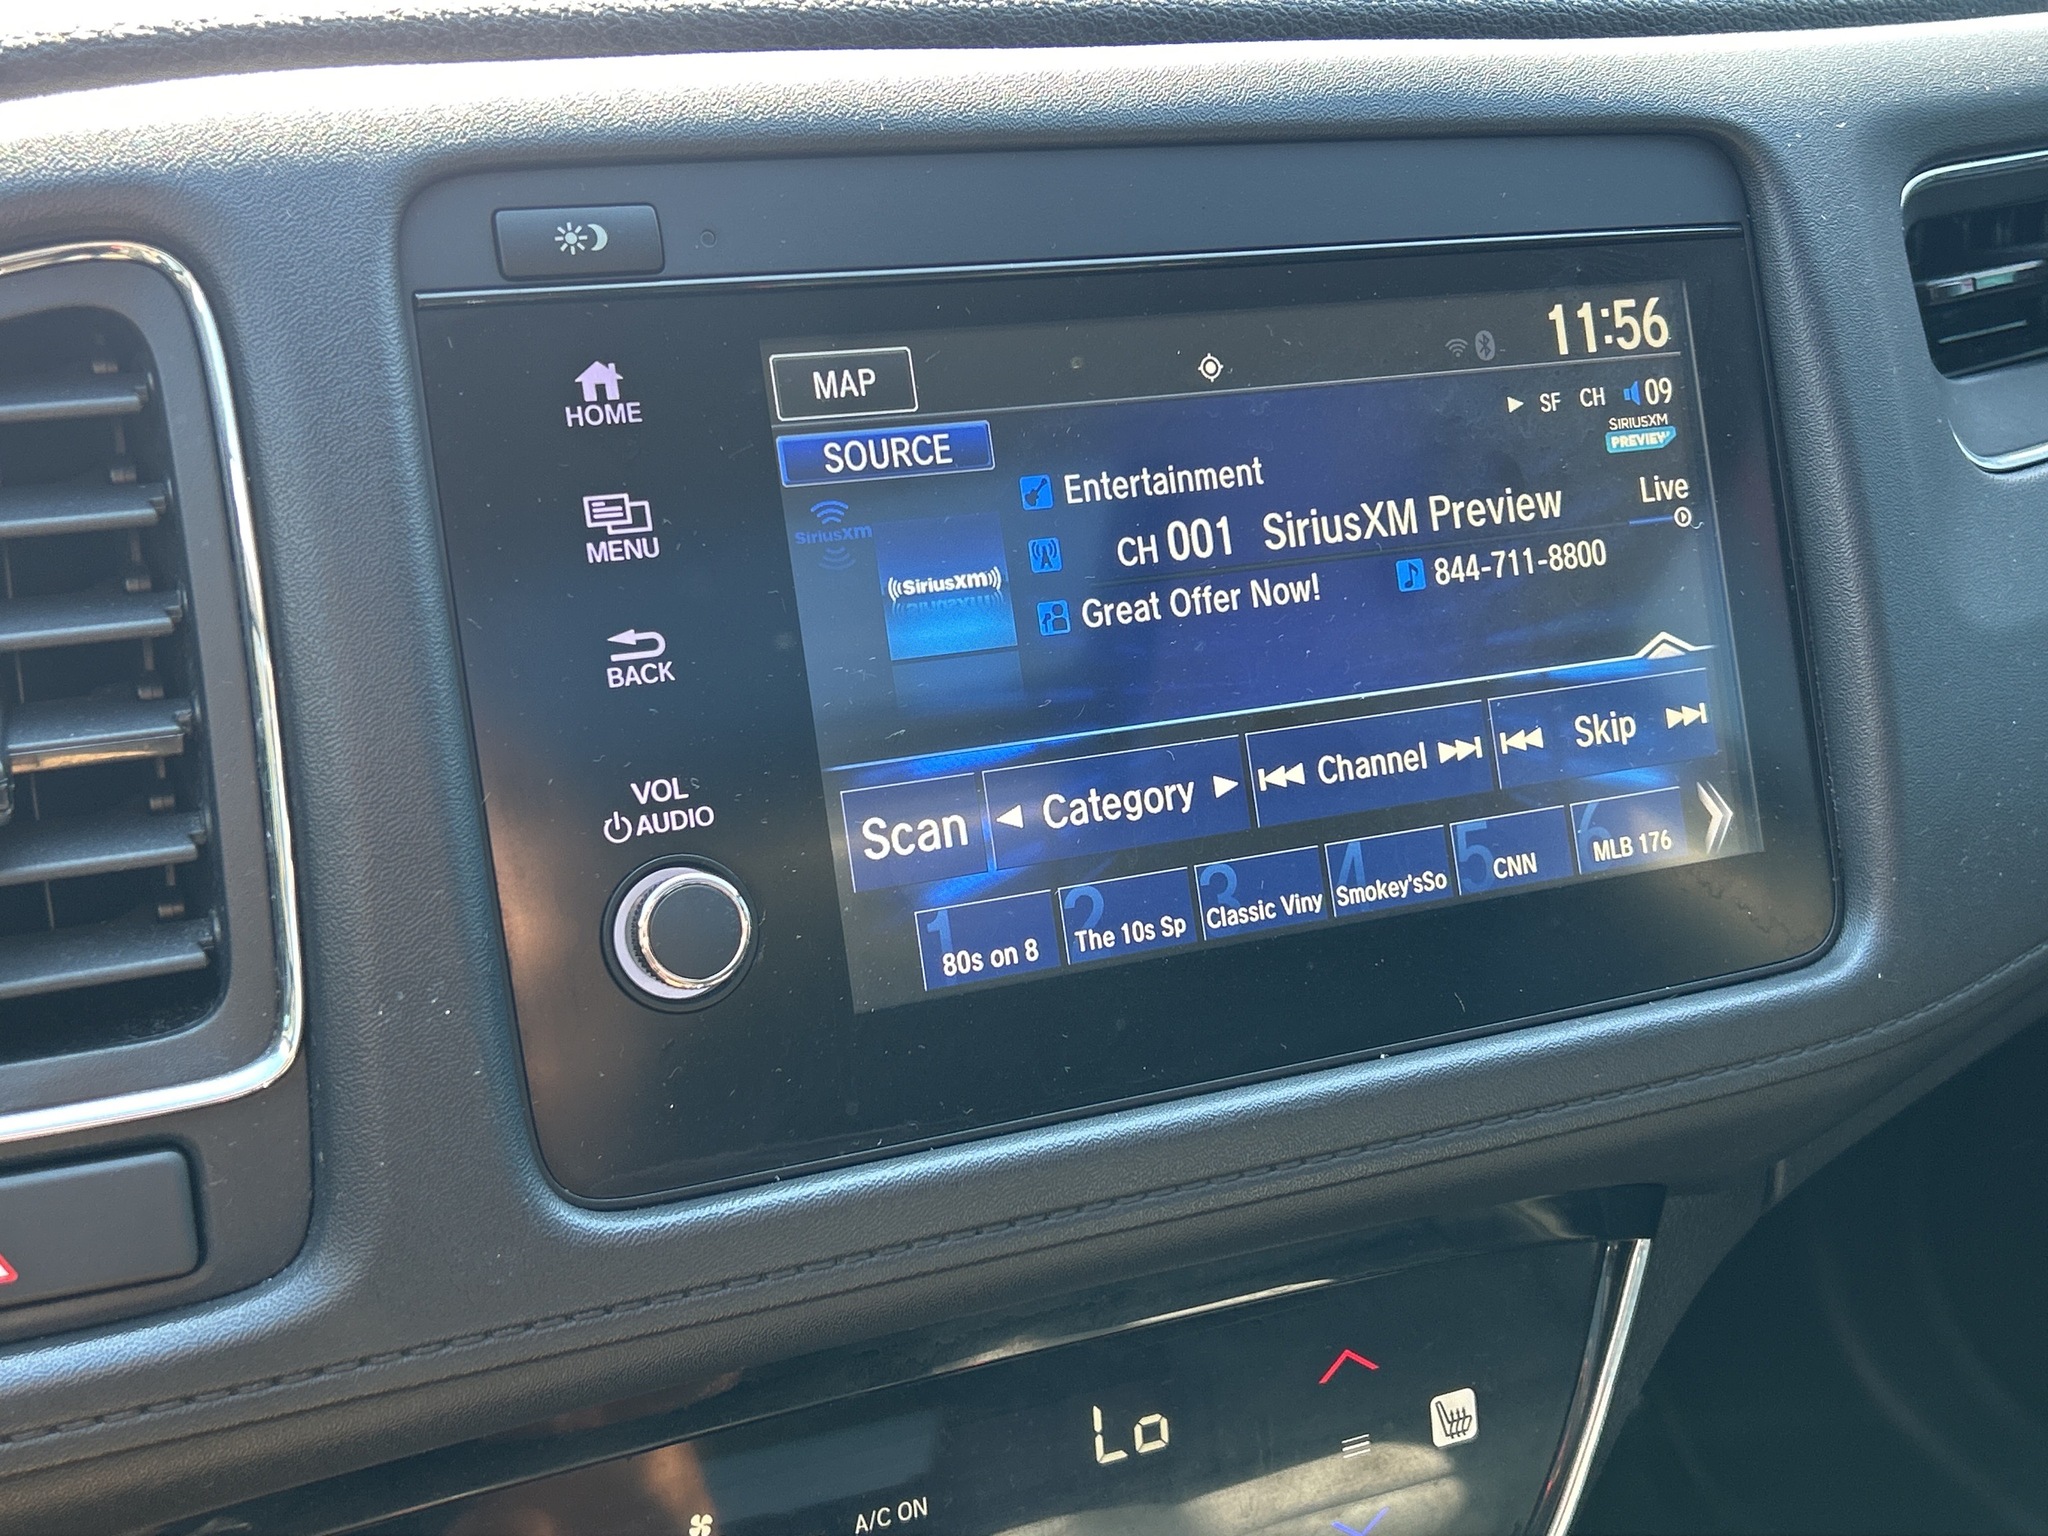 11:56
HOME
MAP
SF CH 09
SIRIUSXM
PREVIEW
SOURCE
Entertainment
Live
MENU
SiriusXM
CH 001 SiriusXM Preview
((SiriusXM))
Great Offer Now!
844-711-8800
BACK
Scan
Category
Channel
Skip
VOL
AUDIO
1 80s on 8
2 The 10s Sp
3 Classic Viny
4 Smokey'sSo
5 CNN
6 MLB 176
Lo
A/C ON